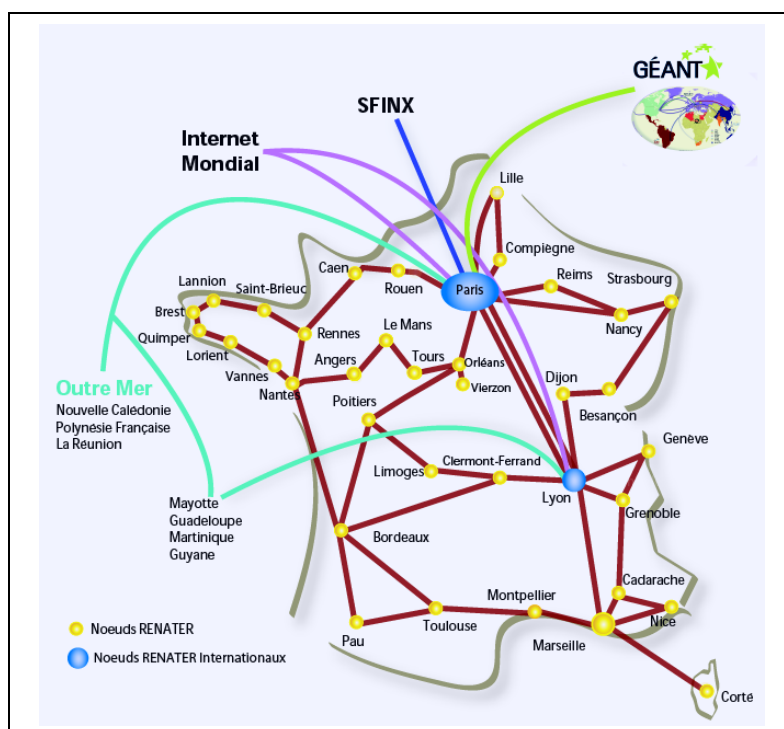 GÉANT
SFINX
Internet
Mondial
Lille
Compiègne
Caen
Rouen
Paris
Reims
Strasbourg
Lannion
Saint-Brieuc
Brest
Rennes
Nancy
Quimper
Le Mans
Lorient
Angers
Tours
Orléans
Vannes
Nantes
Vierzon
Dijon
Besançon
Outre Mer
Nouvelle Calédonie
Polynésie Française
La Réunion
Poitiers
Genève
Limoges
Clermont-Ferrand
Lyon
Grenoble
Mayotte
Guadeloupe
Martinique
Guyane
Bordeaux
Cadarache
Montpellier
Nice
Noeuds RENATER
Pau
Toulouse
Marseille
Noeuds RENATER Internationaux
Corté